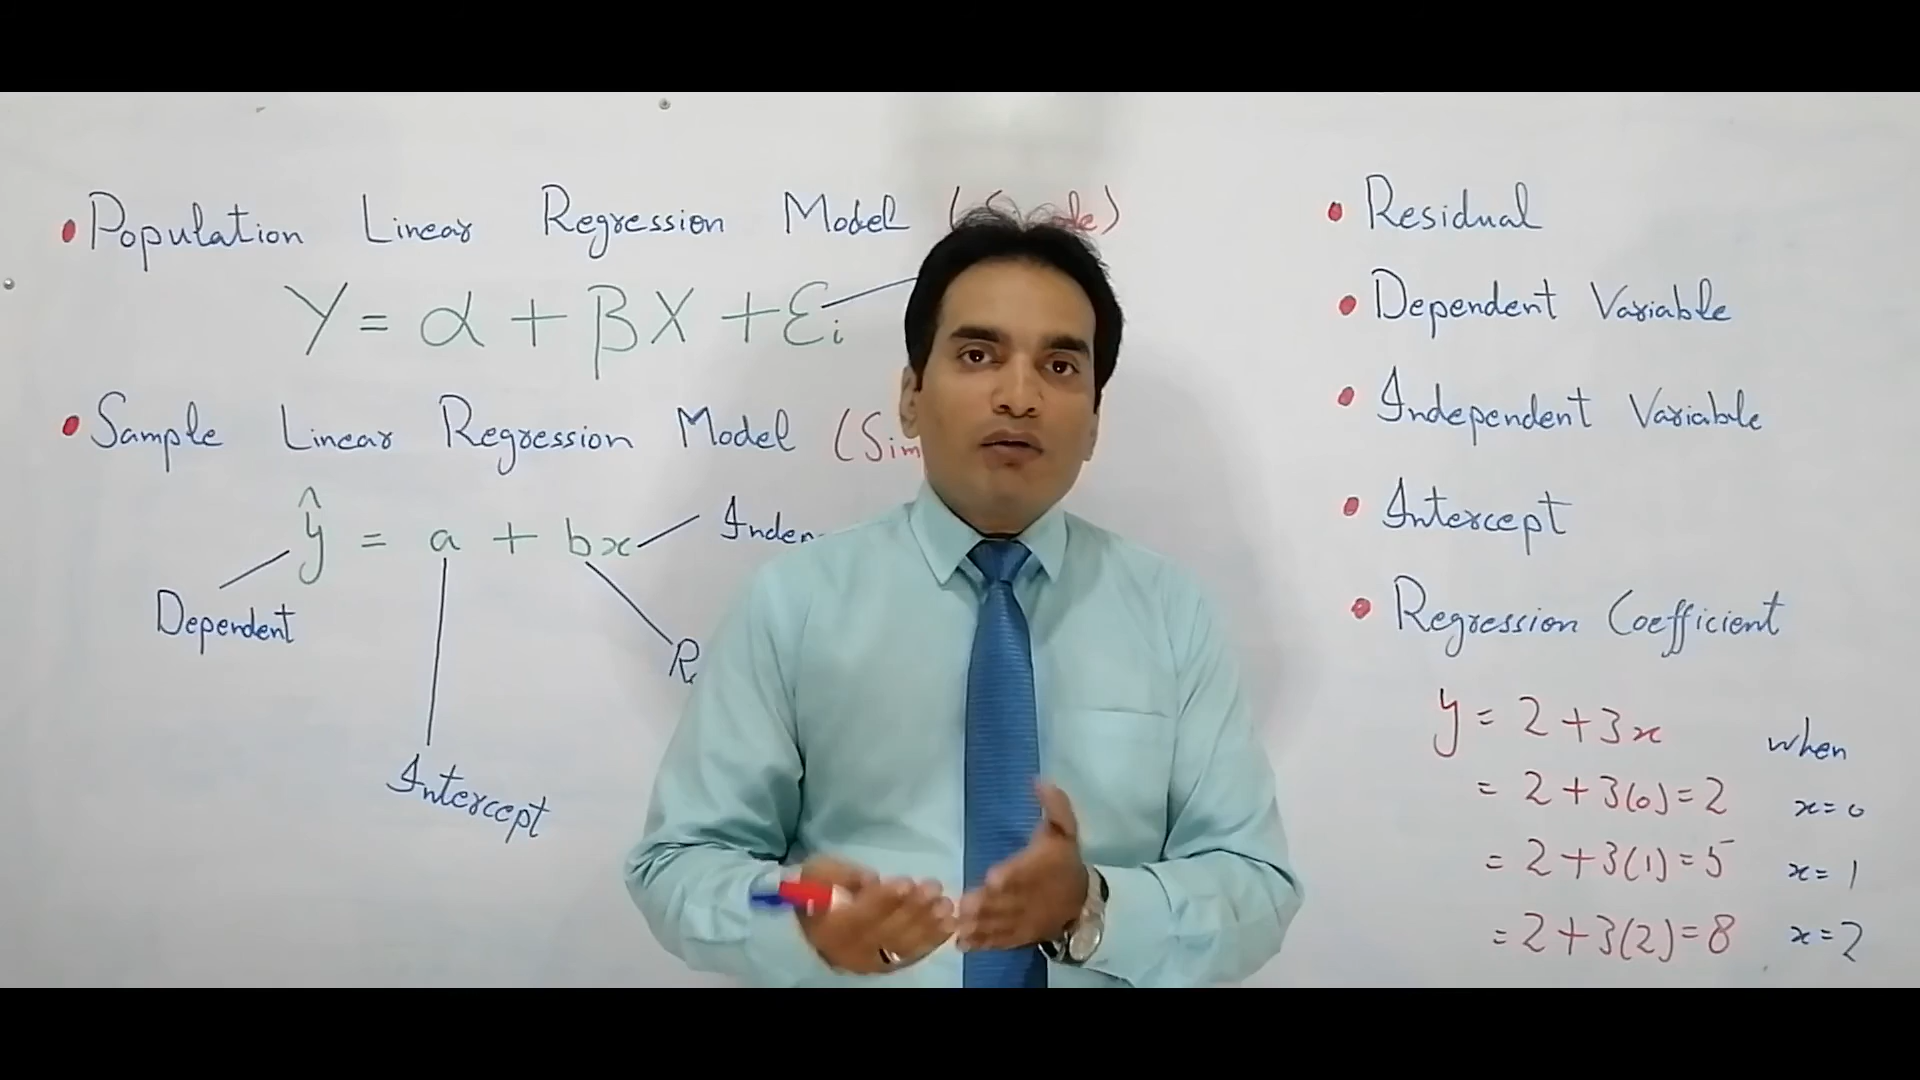 • Population Linear Regression Model
Y = α + βX + εi
• Sample Linear Regression Model (Sim
ŷ = a + bx
Dependent
Intercept
• Residual
• Dependent Variable
• Independent Variable
• Intercept
• Regression Coefficient
y = 2 + 3x when
= 2 + 3(0) = 2 x = 0
= 2 + 3(1) = 5 x = 1
= 2 + 3(2) = 8 x = 2